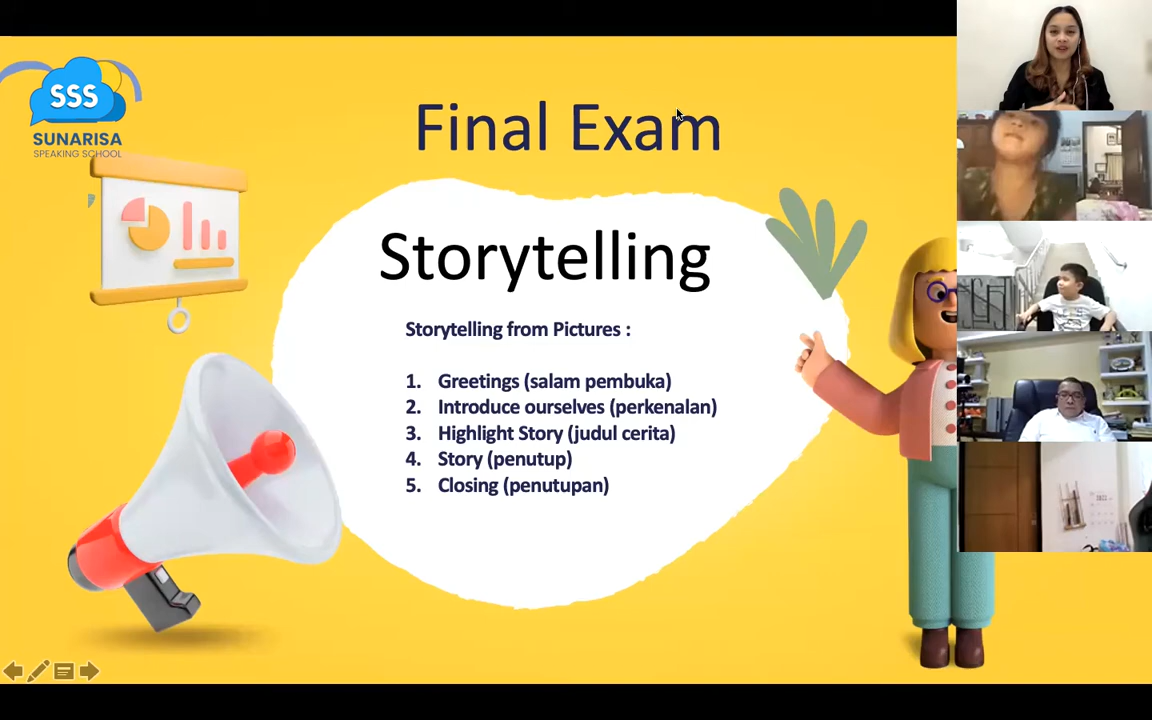 SSS
SUNARISA
SPEAKING SCHOOL
Final Exam
Storytelling
Storytelling from Pictures :
1. Greetings (salam pembuka)
2. Introduce ourselves (perkenalan)
3. Highlight Story (judul cerita)
4. Story (penutup)
5. Closing (penutupan)